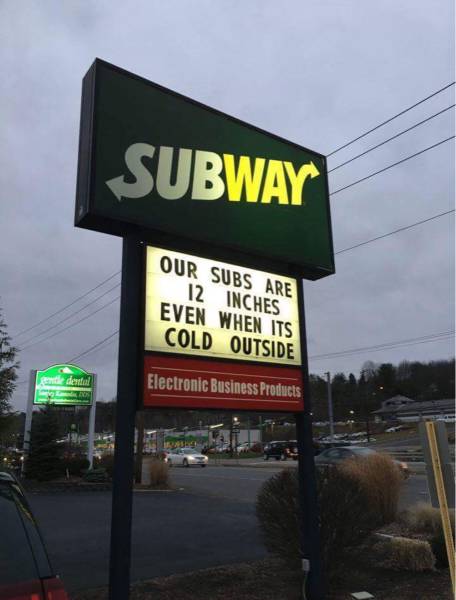 SUBWAY
OUR SUBS ARE
12 INCHES
EVEN WHEN ITS
COLD OUTSIDE
Electronic Business Products
gentle dental